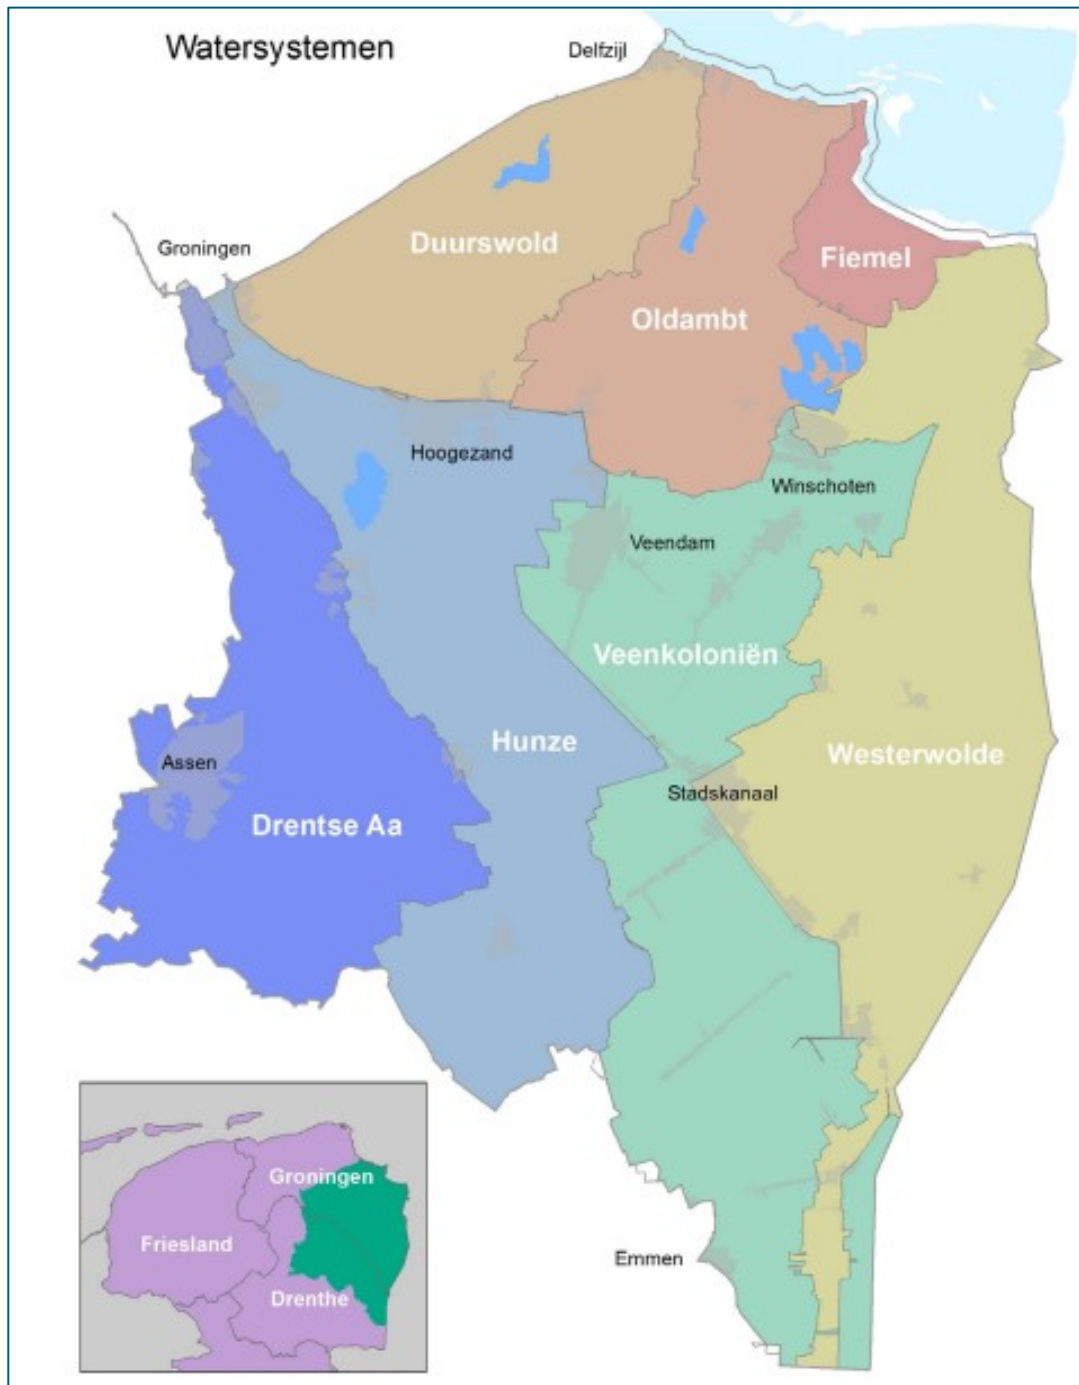 Watersystemen
Delfzijl
Groningen
Duurswold
Fiemel
Oldambt
Hoogezand
Winschoten
Veendam
Veenkoloniën
Hunze
Westerwolde
Assen
Stadskanaal
Drentse Aa
Groningen
Friesland
Emmen
Drenthe